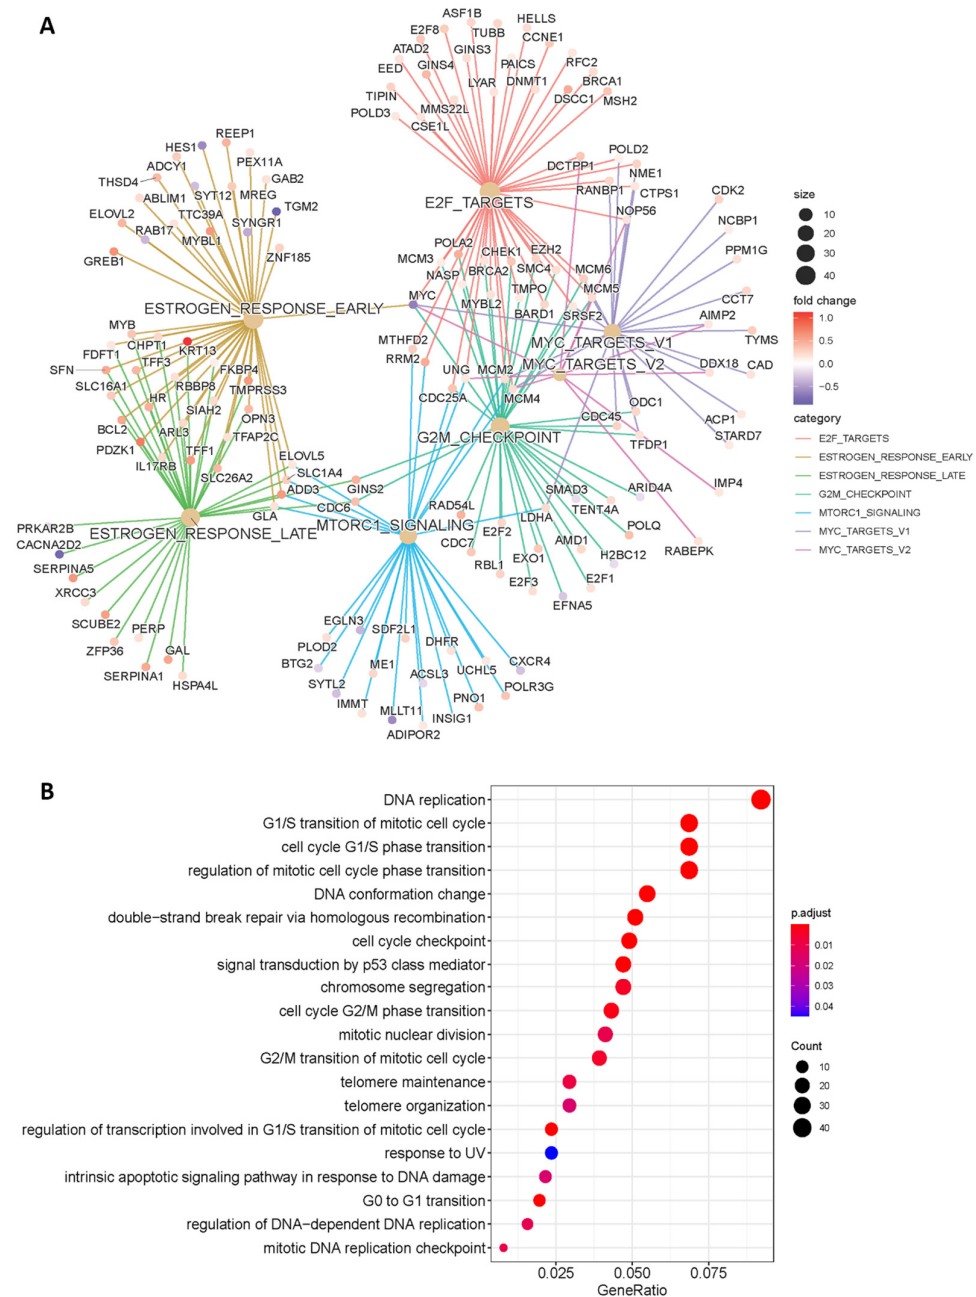 A
ASF1B
HELLS
E2F8
TUBB
CCNE1
ATAD2
GINS3
EED
GINS4
PAICS
RFC2
LYAR
DNMT1
BRCA1
TIPIN
DSCC1
MSH2
POLD3
MMS22L
CSE1L
REEP1
HES1
PEX11A
ADCY1
GAB2
THSD4
ABLIM1
SYT12
MREG
TGM2
ELOVL2
TTC39A
SYNGR1
RAB17
MYBL1
GREB1
ZNF185
DCTPP1
POLD2
NME1
RANBP1
CTPS1
NOP56
CDK2
NCBP1
PPM1G
E2F_TARGETS
POLA2
CHEK1
EZH2
MCM3
BRCA2
SMC4
MCM6
NASP
TMPO
MCM5
MYC
MYBL2
BARD1
SRSF2
CCT7
AIMP2
TYMS
ESTROGEN_RESPONSE_EARLY
MYC_TARGETS_V1
MYC_TARGETS_V2
MYB
CHPT1
KRT13
FDFT1
SFN
TFF3
FKBP4
SLC16A1
RBBP8
TMPRSS3
HR
SIAH2
OPN3
BCL2
ARL3
TFAP2C
PDZK1
TFF1
IL17RB
SLC26A2
ELOVL5
SLC1A4
ADD3
GINS2
CDC6
GLA
MTHFD2
RRM2
UNG
MCM2
CDC25A
MCM4
DDX18
CAD
ODC1
CDC45
ACP1
STARD7
TFDP1
G2M_CHECKPOINT
IMP4
SMAD3
ARID4A
TENT4A
LDHA
RAD54L
POLQ
RABEPK
E2F2
AMD1
CDC7
EXO1
H2BC12
RBL1
E2F3
E2F1
EFNA5
MTORC1_SIGNALING
ESTROGEN_RESPONSE_LATE
PRKAR2B
CACNA2D2
SERPINA5
XRCC3
SCUBE2
PERP
ZFP36
GAL
SERPINA1
HSPA4L
EGLN3
SDF2L1
PLOD2
DHFR
BTG2
ME1
UCHL5
CXCR4
SYTL2
ACSL3
POLR3G
IMMT
PNO1
MLLT11
INSIG1
ADIPOR2
size
10
20
30
40
fold change
1.0
0.5
0.0
−0.5
category
E2F_TARGETS
ESTROGEN_RESPONSE_EARLY
ESTROGEN_RESPONSE_LATE
G2M_CHECKPOINT
MTORC1_SIGNALING
MYC_TARGETS_V1
MYC_TARGETS_V2
B
DNA replication
G1/S transition of mitotic cell cycle
cell cycle G1/S phase transition
regulation of mitotic cell cycle phase transition
DNA conformation change
double−strand break repair via homologous recombination
cell cycle checkpoint
signal transduction by p53 class mediator
chromosome segregation
cell cycle G2/M phase transition
mitotic nuclear division
G2/M transition of mitotic cell cycle
telomere maintenance
telomere organization
regulation of transcription involved in G1/S transition of mitotic cell cycle
response to UV
intrinsic apoptotic signaling pathway in response to DNA damage
G0 to G1 transition
regulation of DNA−dependent DNA replication
mitotic DNA replication checkpoint
0.025
0.050
0.075
GeneRatio
p.adjust
0.01
0.02
0.03
0.04
Count
10
20
30
40